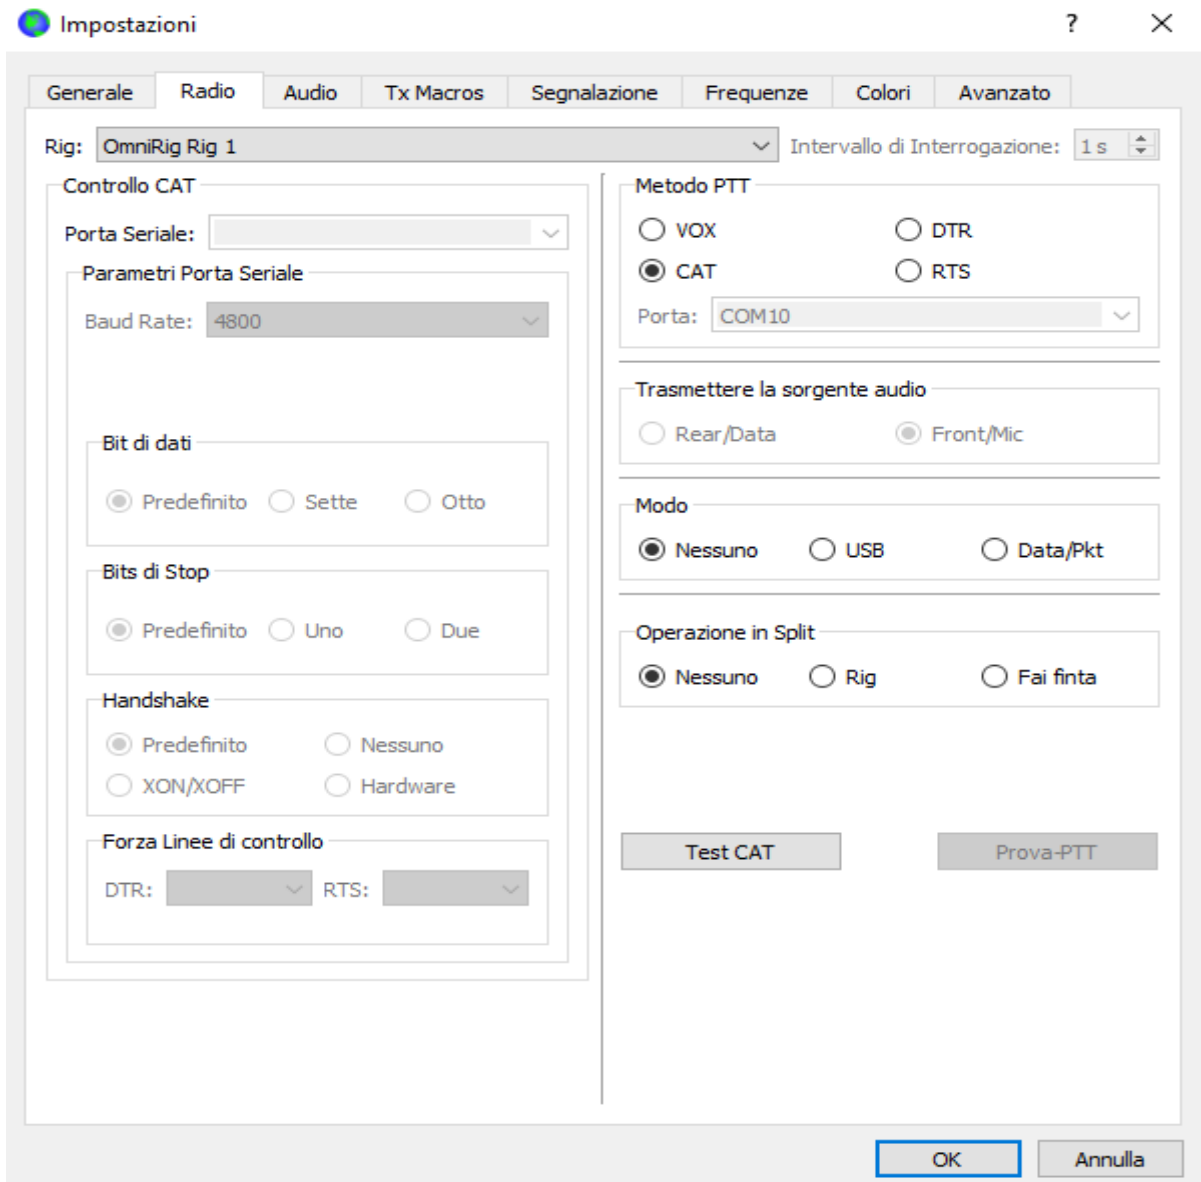 Impostazioni ?
Generale Radio Audio Tx Macros Segnalazione Frequenze Colori Avanzato
Rig: OmniRig Rig 1 Intervallo di Interrogazione: 1 s
Controllo CAT
Porta Seriale:
Parametri Porta Seriale
Baud Rate: 4800
Bit di dati
Predefinito Sette Otto
Bits di Stop
Predefinito Uno Due
Handshake
Predefinito Nessuno
XON/XOFF Hardware
Forza Linee di controllo
DTR: RTS:
Metodo PTT
VOX DTR
CAT RTS
Porta: COM10
Trasmettere la sorgente audio
Rear/Data Front/Mic
Modo
Nessuno USB Data/Pkt
Operazione in Split
Nessuno Rig Fai finta
Test CAT Prova-PTT
OK Annulla